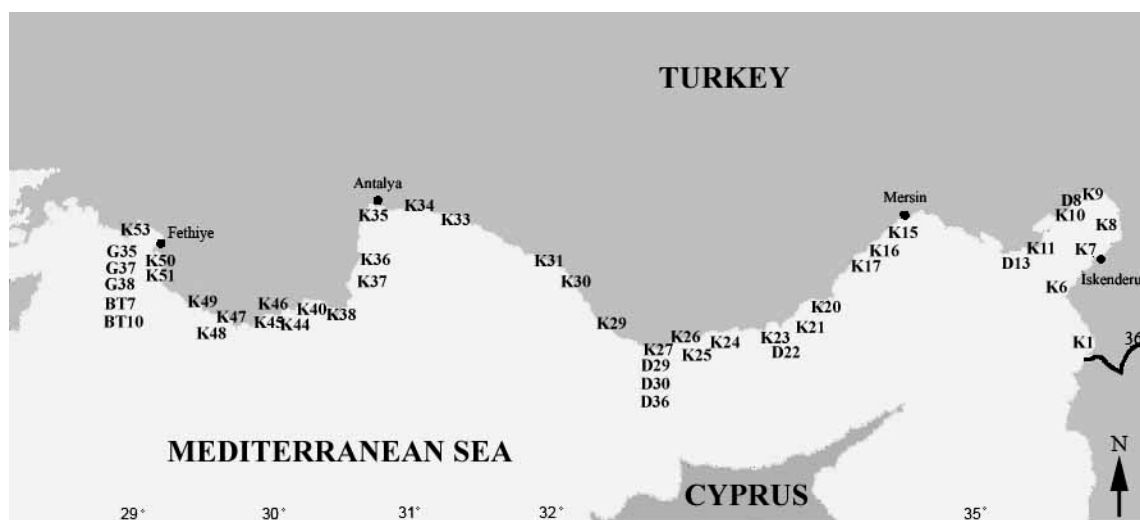 TURKEY
Antalya
Mersin
Fethiye
İskenderu
K53
G35
G37
G38
BT7
BT10
K50
K51
K49
K48
K47
K46
K45
K44
K40
K38
K37
K36
K35
K34
K33
K31
K30
K29
K27
D29
D30
D36
K26
K25
K24
K23
D22
K21
K20
K17
K16
K15
D13
K11
K10
D8
K9
K8
K7
K6
K1
36
MEDITERRANEAN SEA
CYPRUS
N
29° 30° 31° 32° 35°